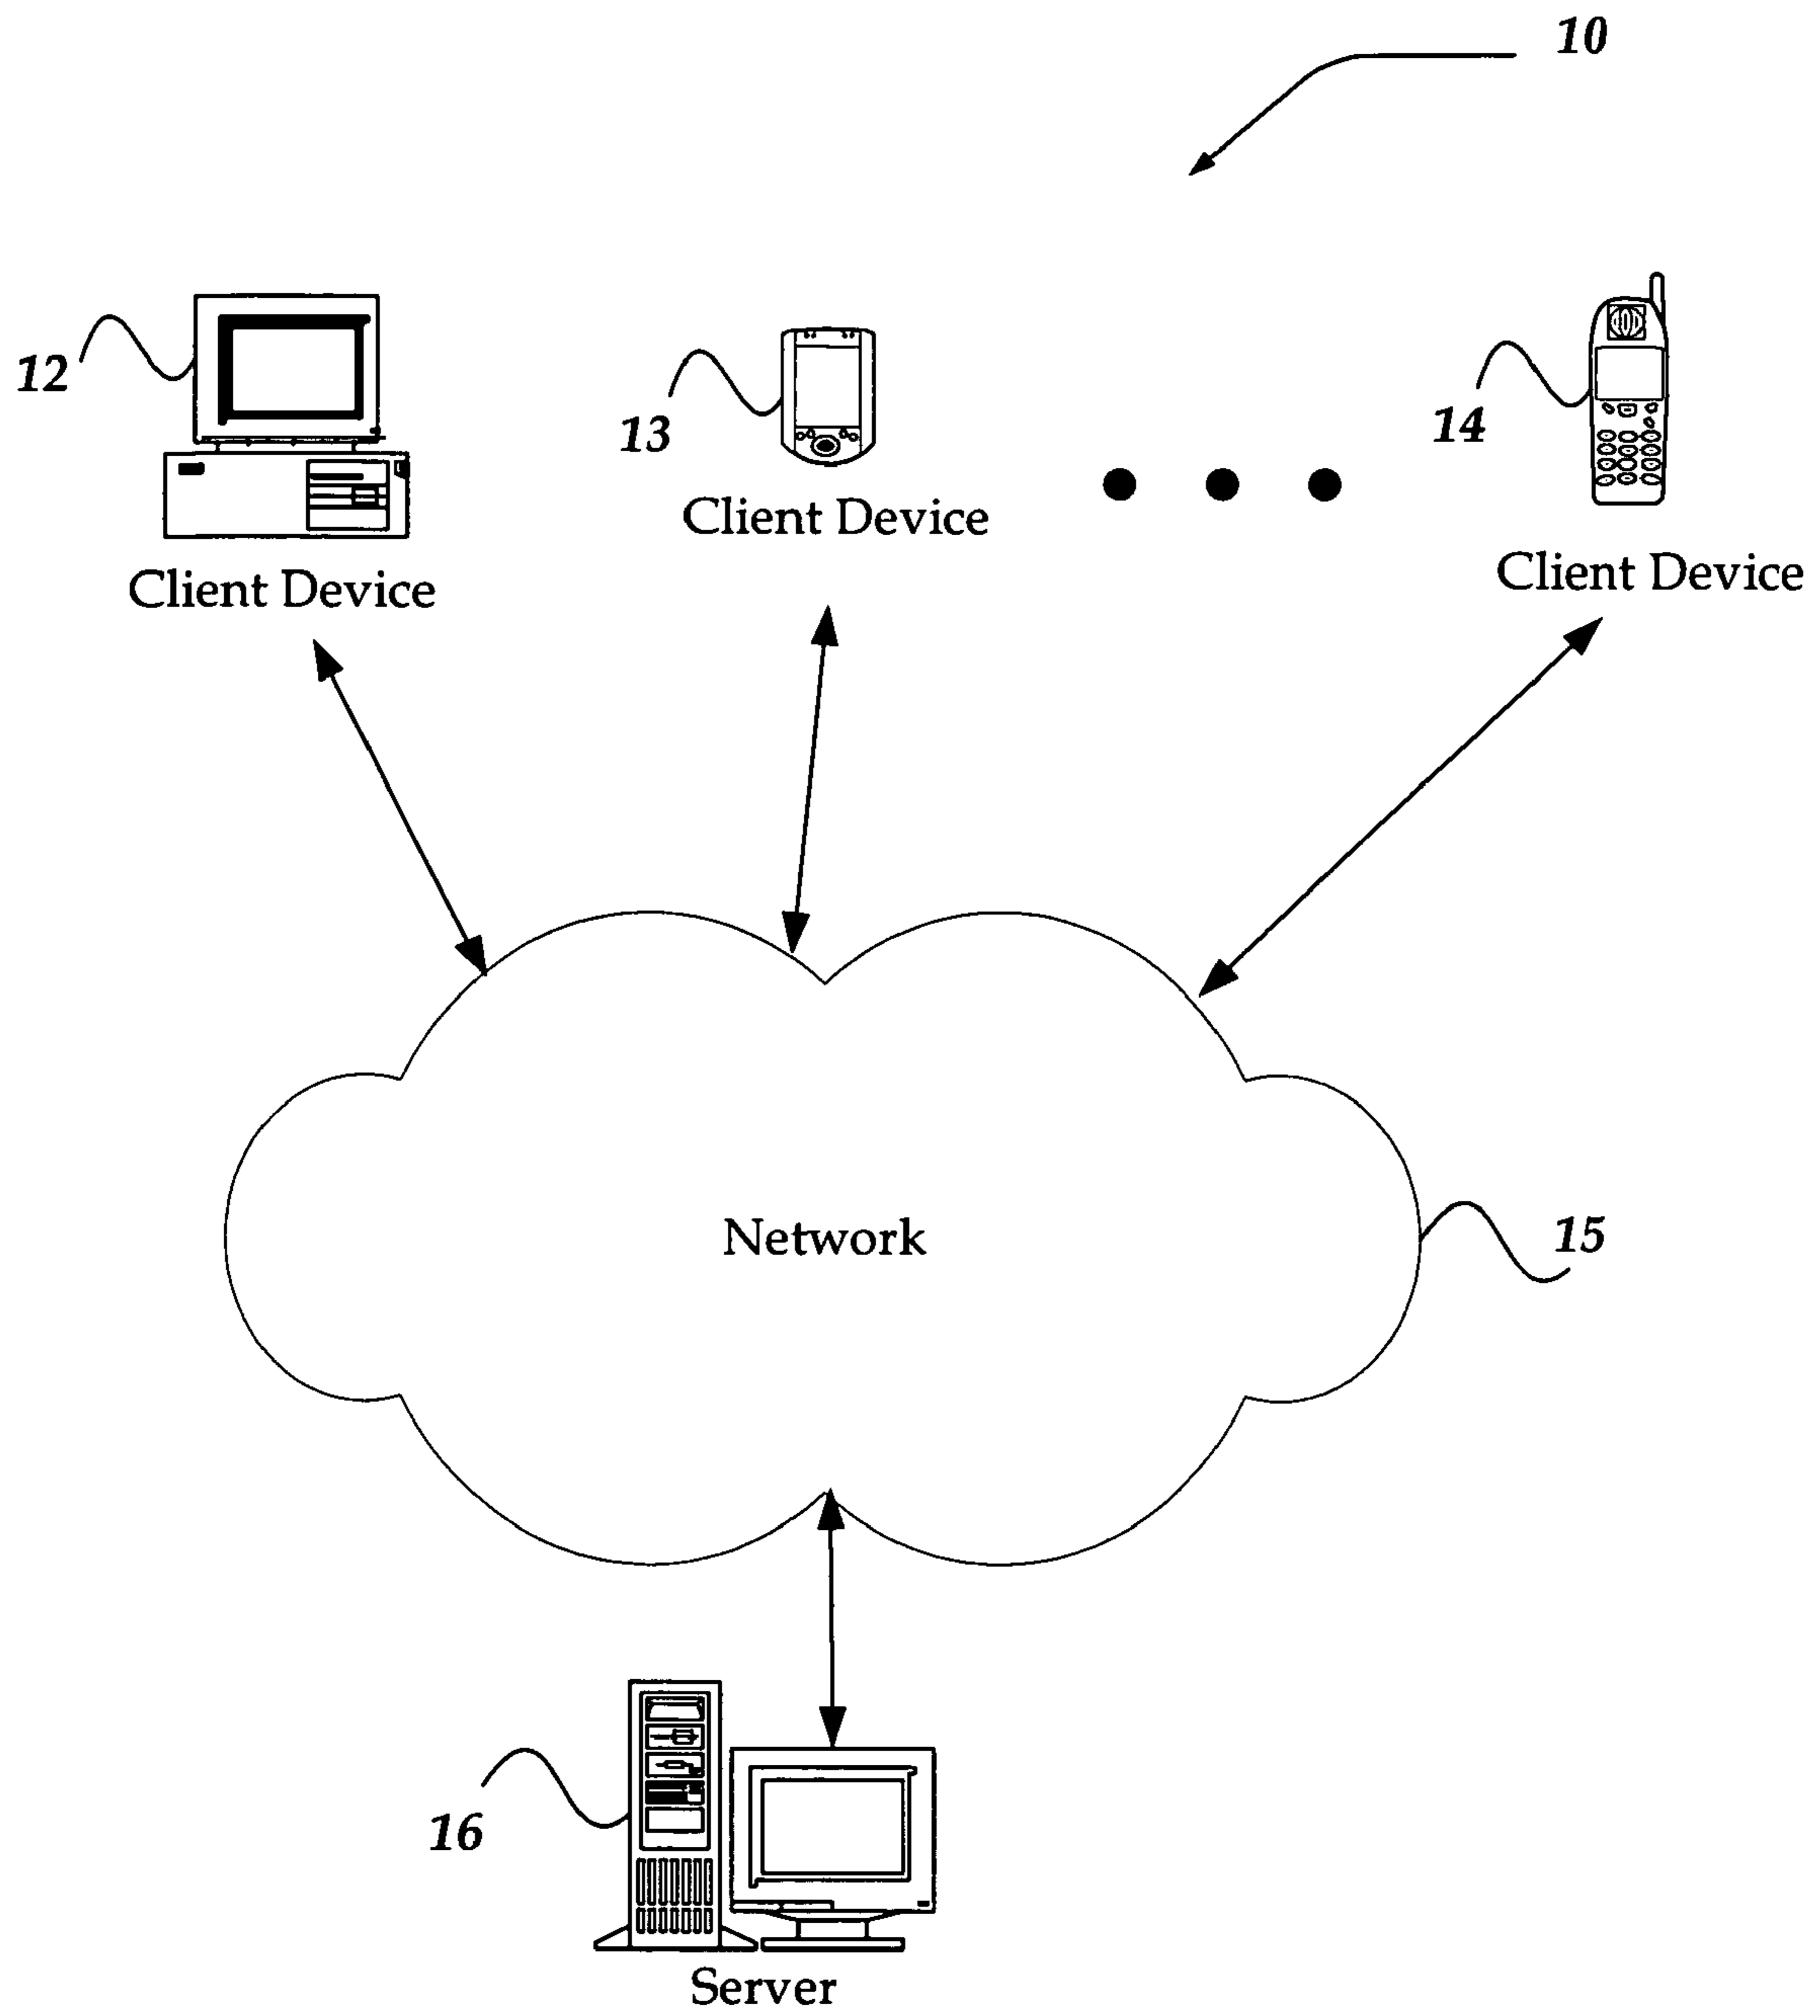 10
12
13
14
Client Device
Client Device
Client Device
Network
15
16
Server